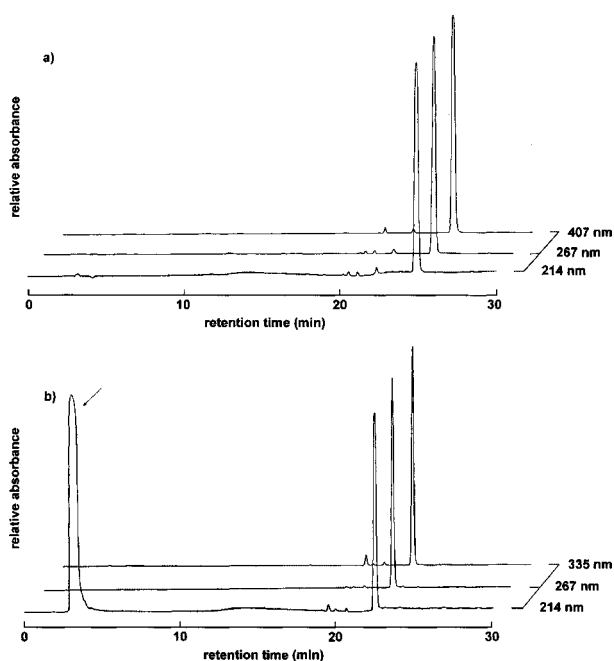 a)
relative absorbance
407 nm
267 nm
214 nm
0 10 20 30
retention time (min)
b)
relative absorbance
335 nm
267 nm
214 nm
0 10 20 30
retention time (min)